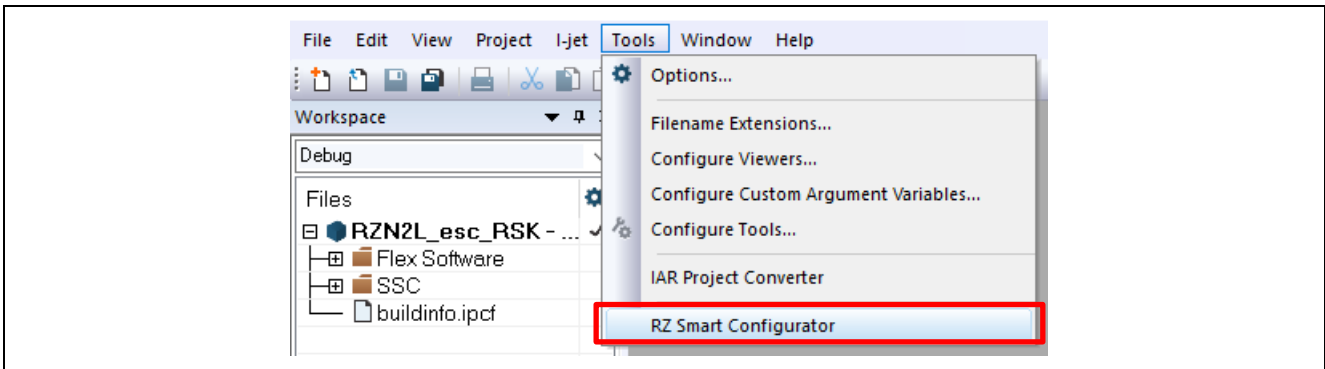 File Edit View Project I-jet Tools Window Help
Options...
Workspace
Filename Extensions...
Debug
Configure Viewers...
Files
Configure Custom Argument Variables...
RZN2L_esc_RSK - ...
Configure Tools...
Flex Software
SSC
IAR Project Converter
buildinfo.ipcf
RZ Smart Configurator